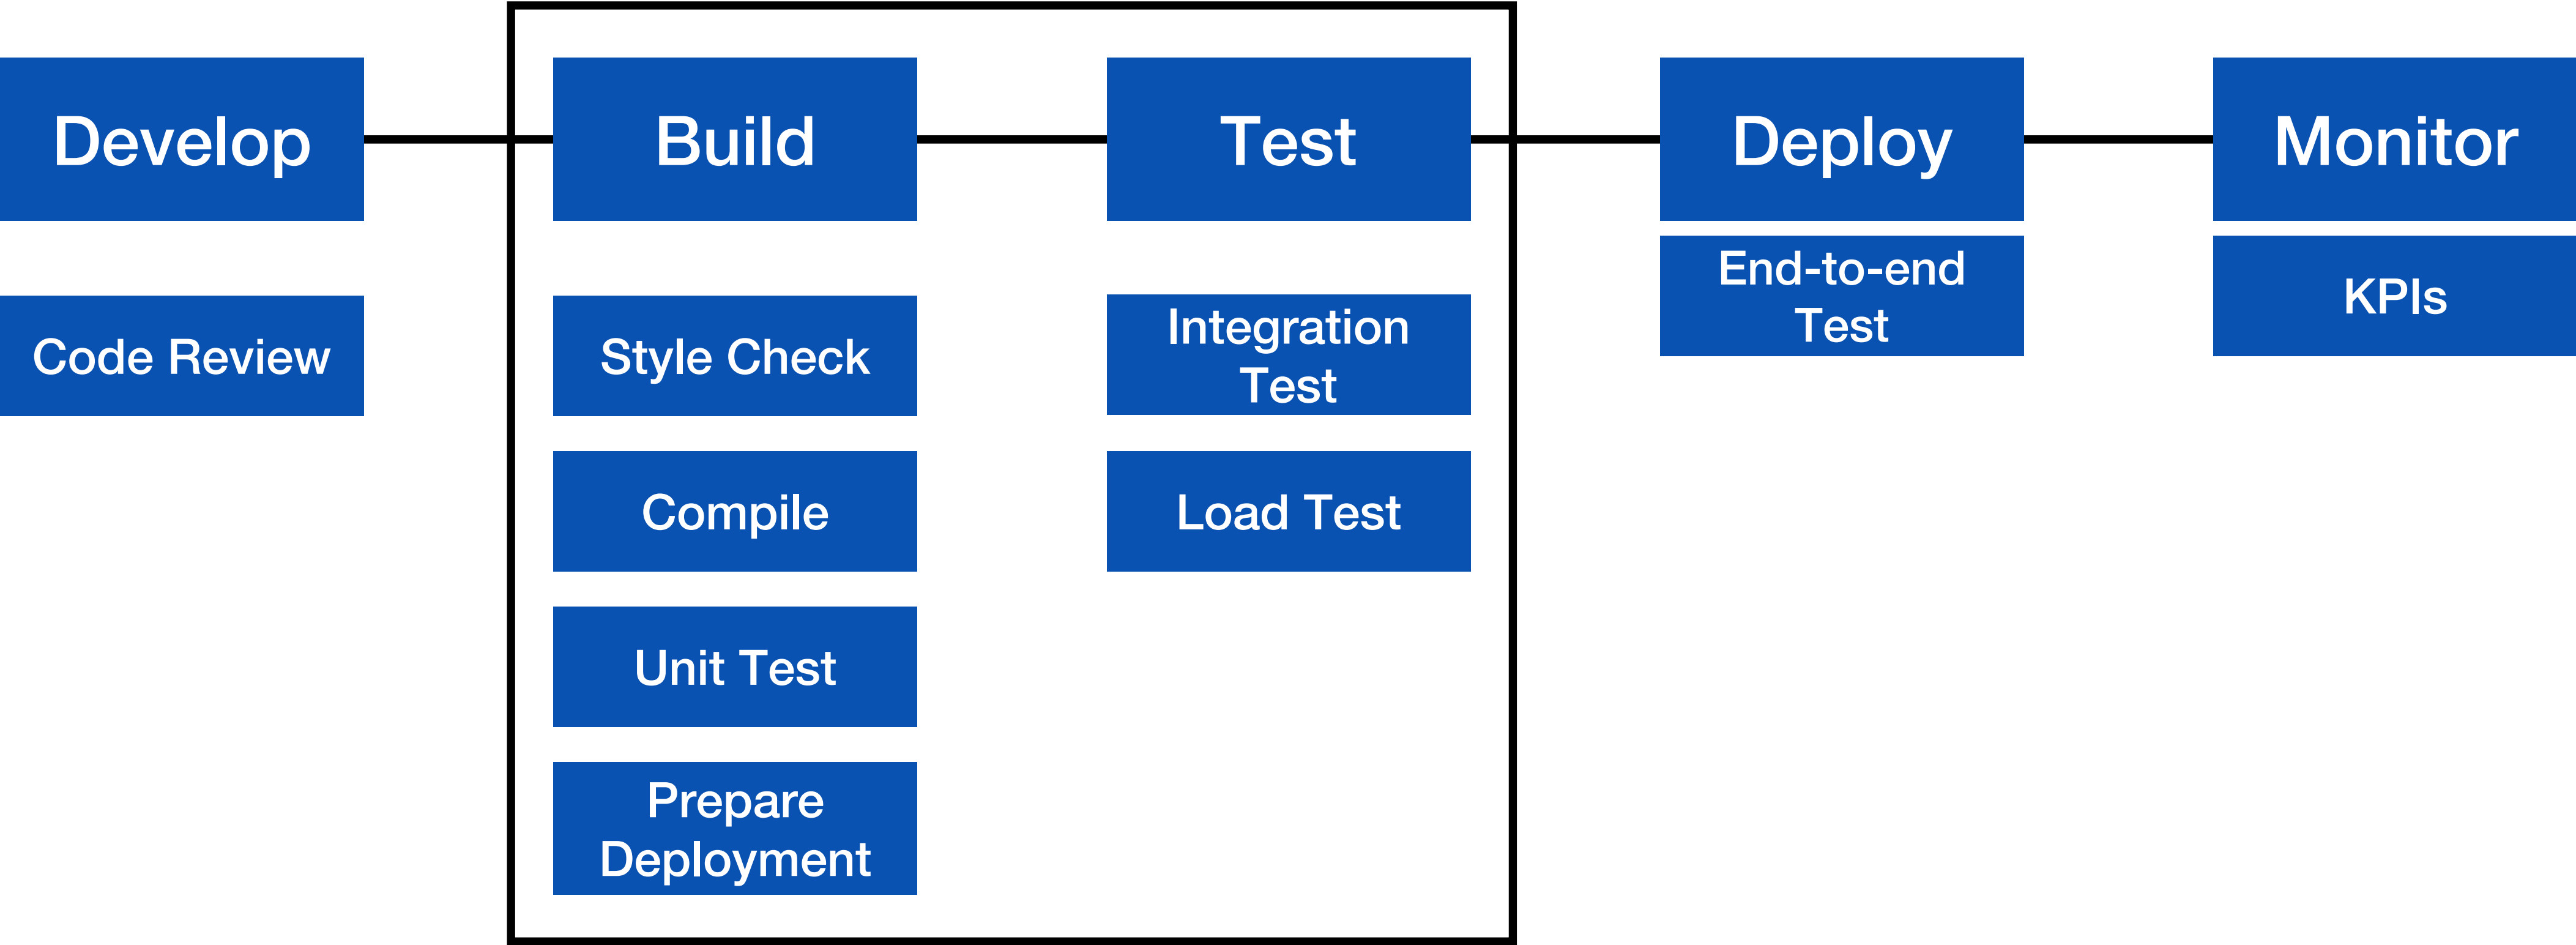 Develop
Build
Test
Deploy
Monitor
Code Review
Style Check
Compile
Unit Test
Prepare
Deployment
Integration
Test
Load Test
End-to-end
Test
KPIs